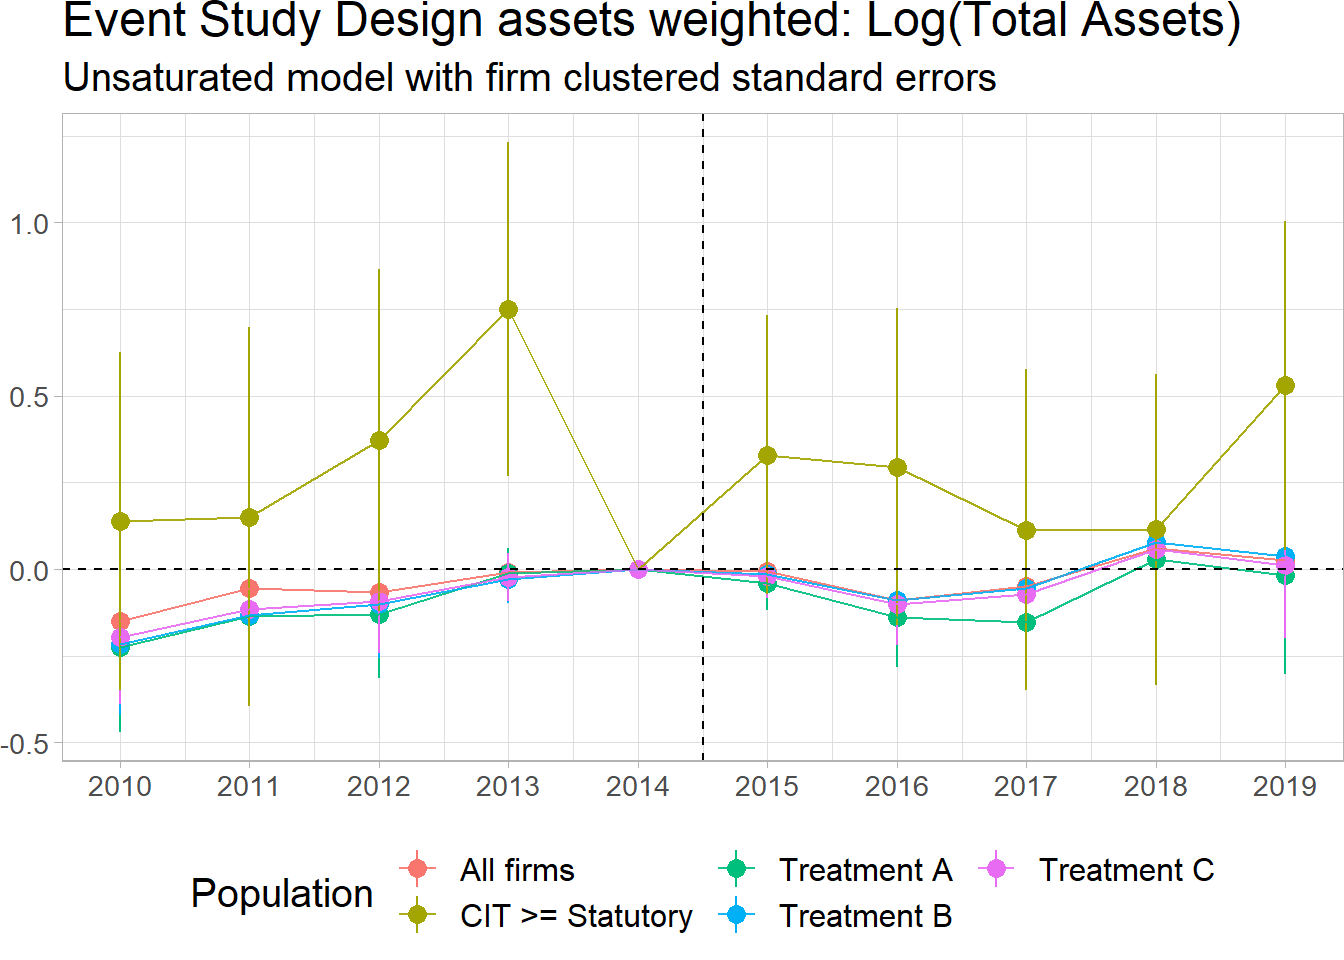 Event Study Design assets weighted: Log(Total Assets)
Unsaturated model with firm clustered standard errors
1.0
0.5
0.0
-0.5
2010 2011 2012 2013 2014 2015 2016 2017 2018 2019
Population
All firms
CIT >= Statutory
Treatment A
Treatment B
Treatment C